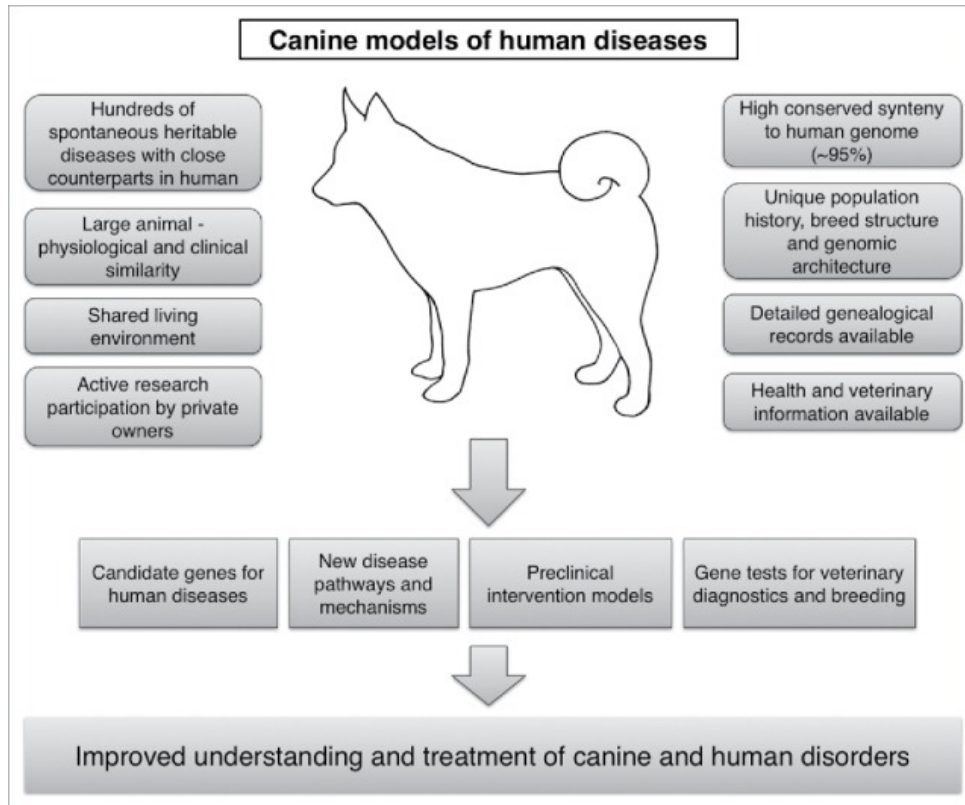 Canine models of human diseases
Hundreds of
spontaneous heritable
diseases with close
counterparts in human
Large animal -
physiological and clinical
similarity
Shared living
environment
Active research
participation by private
owners
High conserved synteny
to human genome
(~95%)
Unique population
history, breed structure
and genomic
architecture
Detailed genealogical
records available
Health and veterinary
information available
Candidate genes for
human diseases
New disease
pathways and
mechanisms
Preclinical
intervention models
Gene tests for veterinary
diagnostics and breeding
Improved understanding and treatment of canine and human disorders